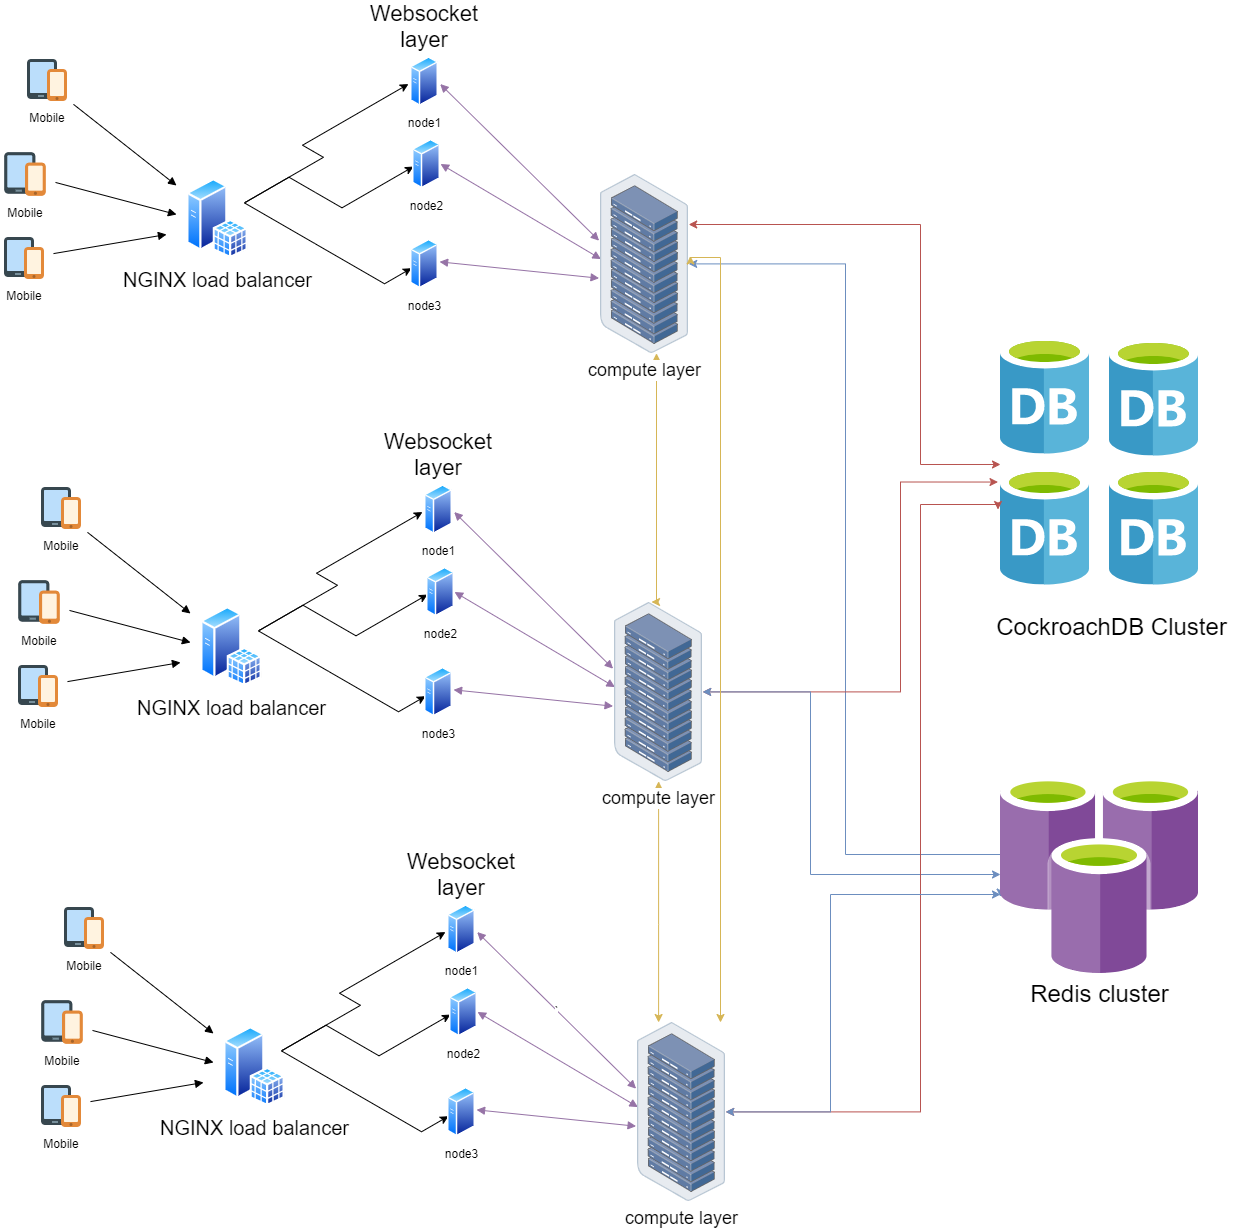 Websocket
layer
Mobile
node1
Mobile
node2
NGINX load balancer
Mobile
node3
compute layer
DB
DB
Websocket
layer
DB
DB
Mobile
node1
CockroachDB Cluster
Mobile
node2
NGINX load balancer
Mobile
node3
compute layer
Websocket
layer
Mobile
node1
Redis cluster
Mobile
node2
NGINX load balancer
Mobile
node3
compute layer